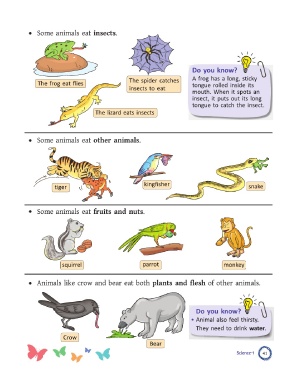 • Some animals eat insects.
The frog eat flies
The spider catches
insects to eat
The lizard eats insects
Do you know?
A frog has a long, sticky
tongue rolled inside its
mouth. When it spots an
insect, it puts out its long
tongue to catch the insect.
• Some animals eat other animals.
tiger
kingfisher
snake
• Some animals eat fruits and nuts.
squirrel
parrot
monkey
• Animals like crow and bear eat both plants and flesh of other animals.
Crow
Bear
Do you know?
• Animal also feel thirsty.
They need to drink water.
Science-1
41